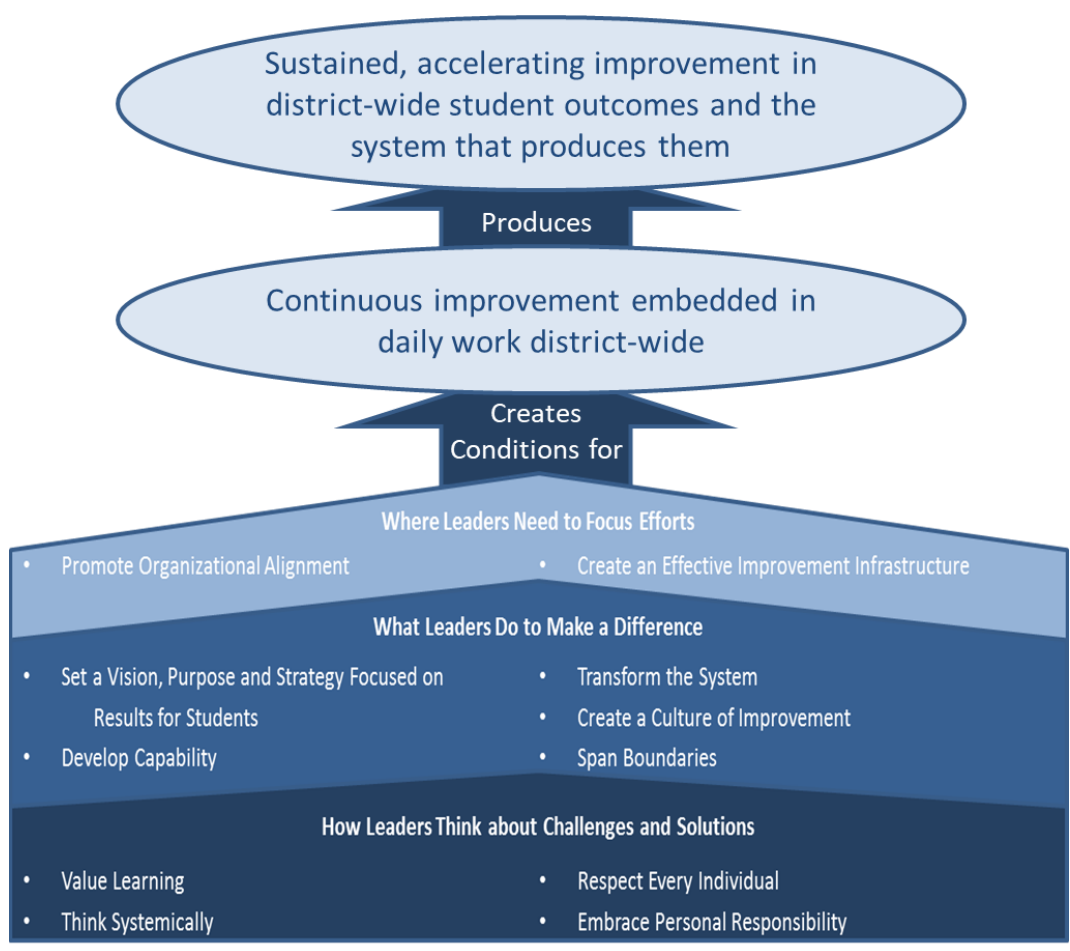 Sustained, accelerating improvement in
district-wide student outcomes and the
system that produces them
Produces
Continuous improvement embedded in
daily work district-wide
Creates
Conditions for
Where Leaders Need to Focus Efforts
• Promote Organizational Alignment
• Create an Effective Improvement Infrastructure
What Leaders Do to Make a Difference
• Set a Vision, Purpose and Strategy Focused on
Results for Students
• Develop Capability
• Transform the System
• Create a Culture of Improvement
• Span Boundaries
How Leaders Think about Challenges and Solutions
• Value Learning
• Think Systemically
• Respect Every Individual
• Embrace Personal Responsibility